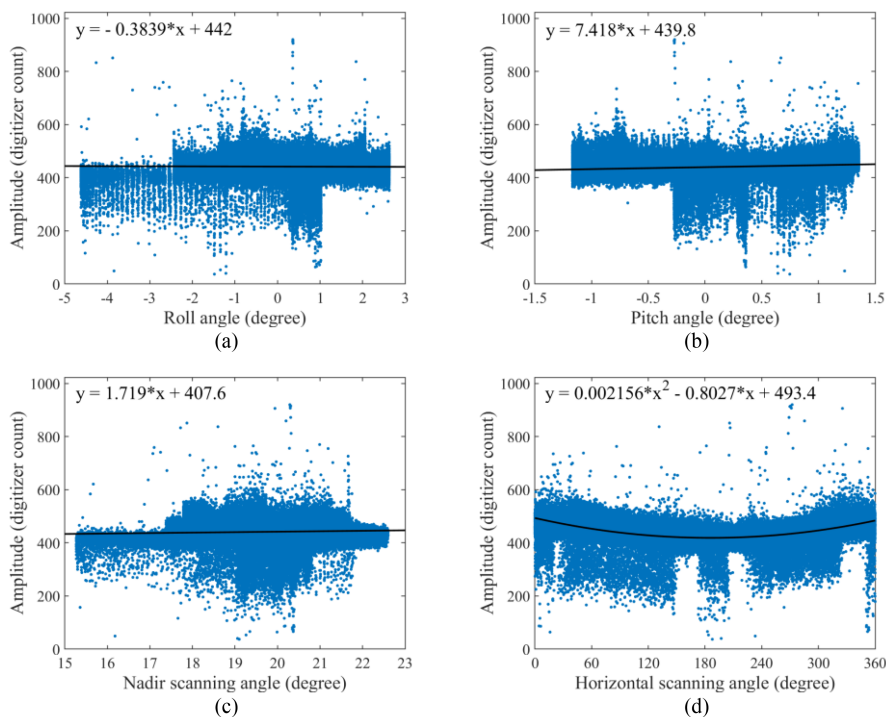 y = - 0.3839*x + 442
1000
800
600
400
200
0
Amplitude (digitizer count)
-5 -4 -3 -2 -1 0 1 2 3
Roll angle (degree)
(a)
y = 7.418*x + 439.8
1000
800
600
400
200
0
Amplitude (digitizer count)
-1.5 -1 -0.5 0 0.5 1 1.5
Pitch angle (degree)
(b)
y = 1.719*x + 407.6
1000
800
600
400
200
0
Amplitude (digitizer count)
15 16 17 18 19 20 21 22 23
Nadir scanning angle (degree)
(c)
y = 0.002156*x² - 0.8027*x + 493.4
1000
800
600
400
200
0
Amplitude (digitizer count)
0 60 120 180 240 300 360
Horizontal scanning angle (degree)
(d)